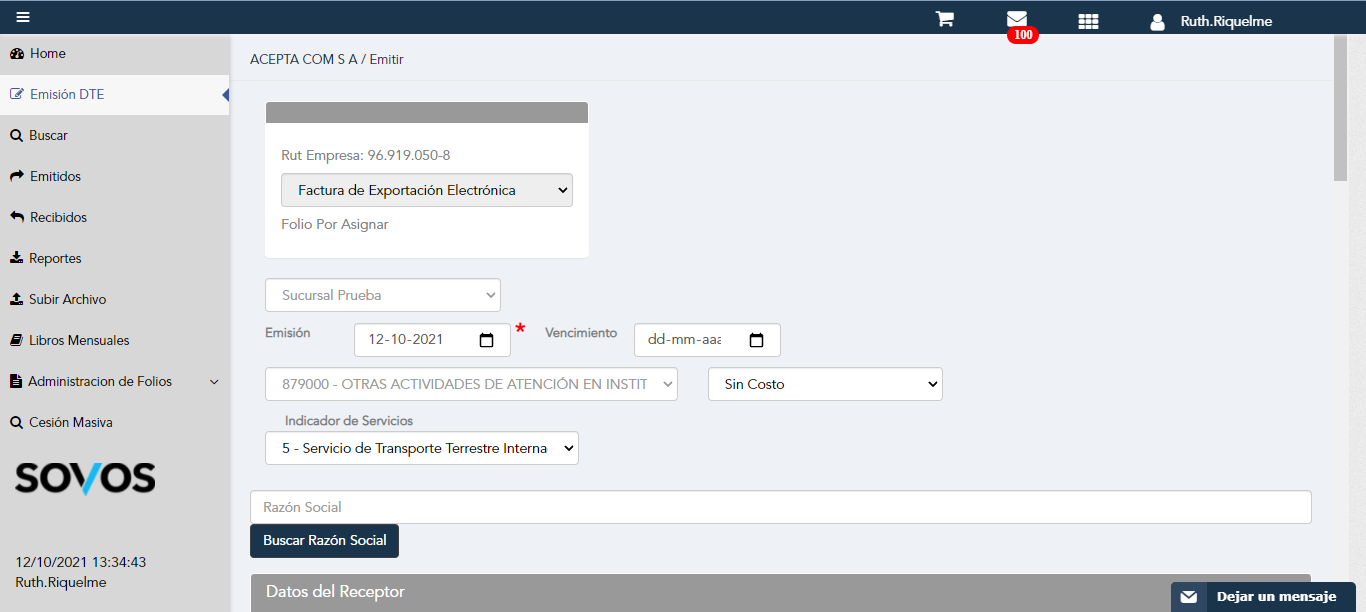 Ruth.Riquelme
100
Home
Emisión DTE
Buscar
Emitidos
Recibidos
Reportes
Subir Archivo
Libros Mensuales
Administracion de Folios
Cesión Masiva
SOVOS
12/10/2021 13:34:43
Ruth.Riquelme
ACEPTA COM S A / Emitir
Rut Empresa: 96.919.050-8
Factura de Exportación Electrónica
Folio Por Asignar
Sucursal Prueba
Emisión 12-10-2021 * Vencimiento dd-mm-aaa
879000 - OTRAS ACTIVIDADES DE ATENCIÓN EN INSTIT Sin Costo
Indicador de Servicios
5 - Servicio de Transporte Terrestre Interna
Razón Social
Buscar Razón Social
Datos del Receptor
Dejar un mensaje